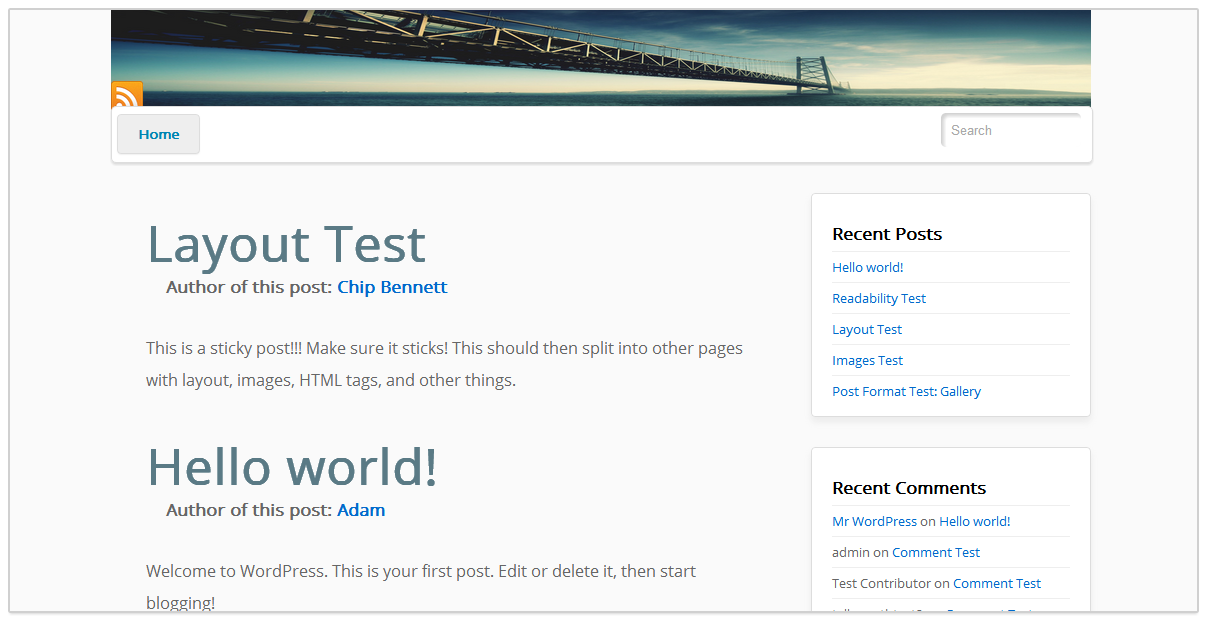 Home
Search
Layout Test
Author of this post: Chip Bennett
This is a sticky post!!! Make sure it sticks! This should then split into other pages
with layout, images, HTML tags, and other things.
Hello world!
Author of this post: Adam
Welcome to WordPress. This is your first post. Edit or delete it, then start
blogging!
Recent Posts
Hello world!
Readability Test
Layout Test
Images Test
Post Format Test: Gallery
Recent Comments
Mr WordPress on Hello world!
admin on Comment Test
Test Contributor on Comment Test